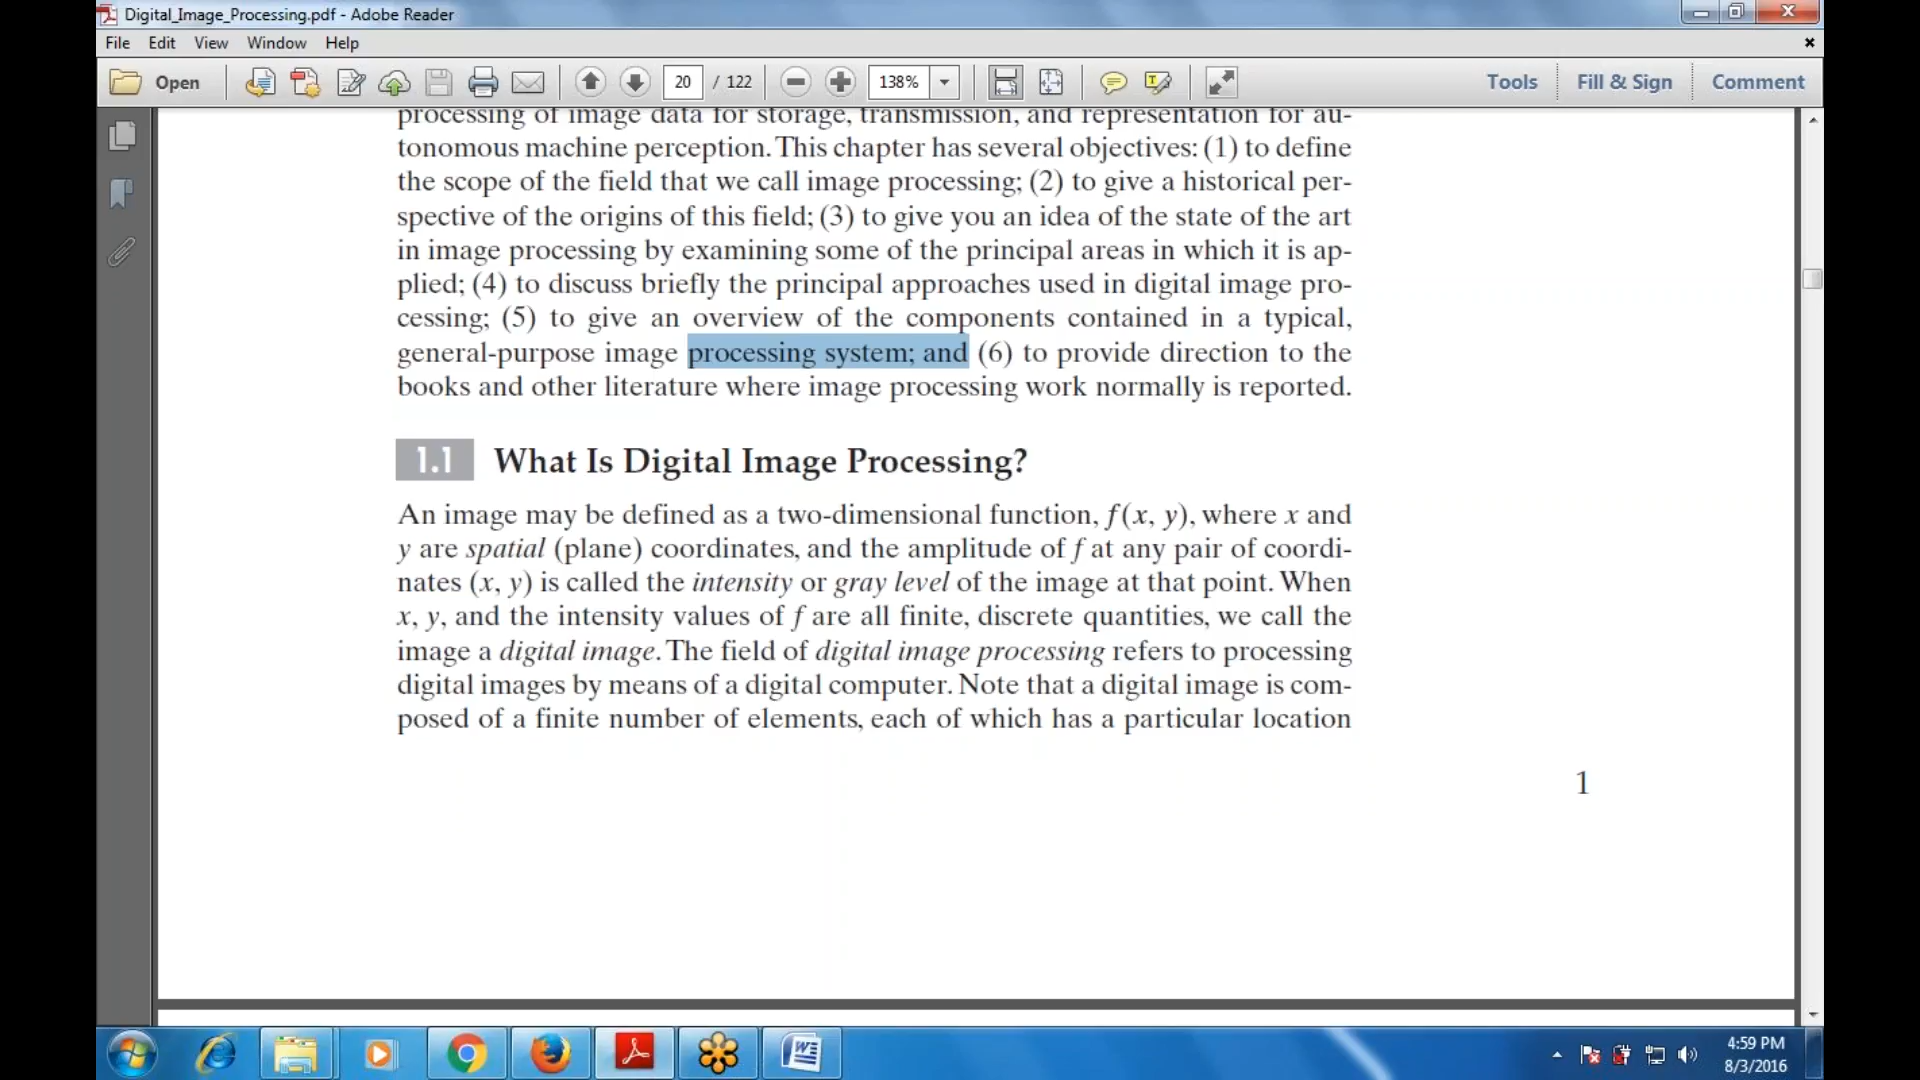 Digital_Image_Processing.pdf - Adobe Reader
File Edit View Window Help
Open 20 / 122 138% Tools Fill & Sign Comment
processing of image data for storage, transmission, and representation for au-
tonomous machine perception. This chapter has several objectives: (1) to define
the scope of the field that we call image processing; (2) to give a historical per-
spective of the origins of this field; (3) to give you an idea of the state of the art
in image processing by examining some of the principal areas in which it is ap-
plied; (4) to discuss briefly the principal approaches used in digital image pro-
cessing; (5) to give an overview of the components contained in a typical,
general-purpose image processing system; and (6) to provide direction to the
books and other literature where image processing work normally is reported.
1.1 What Is Digital Image Processing?
An image may be defined as a two-dimensional function, f(x, y), where x and
y are spatial (plane) coordinates, and the amplitude of f at any pair of coordi-
nates (x, y) is called the intensity or gray level of the image at that point. When
x, y, and the intensity values of f are all finite, discrete quantities, we call the
image a digital image. The field of digital image processing refers to processing
digital images by means of a digital computer. Note that a digital image is com-
posed of a finite number of elements, each of which has a particular location
1
4:59 PM
8/3/2016